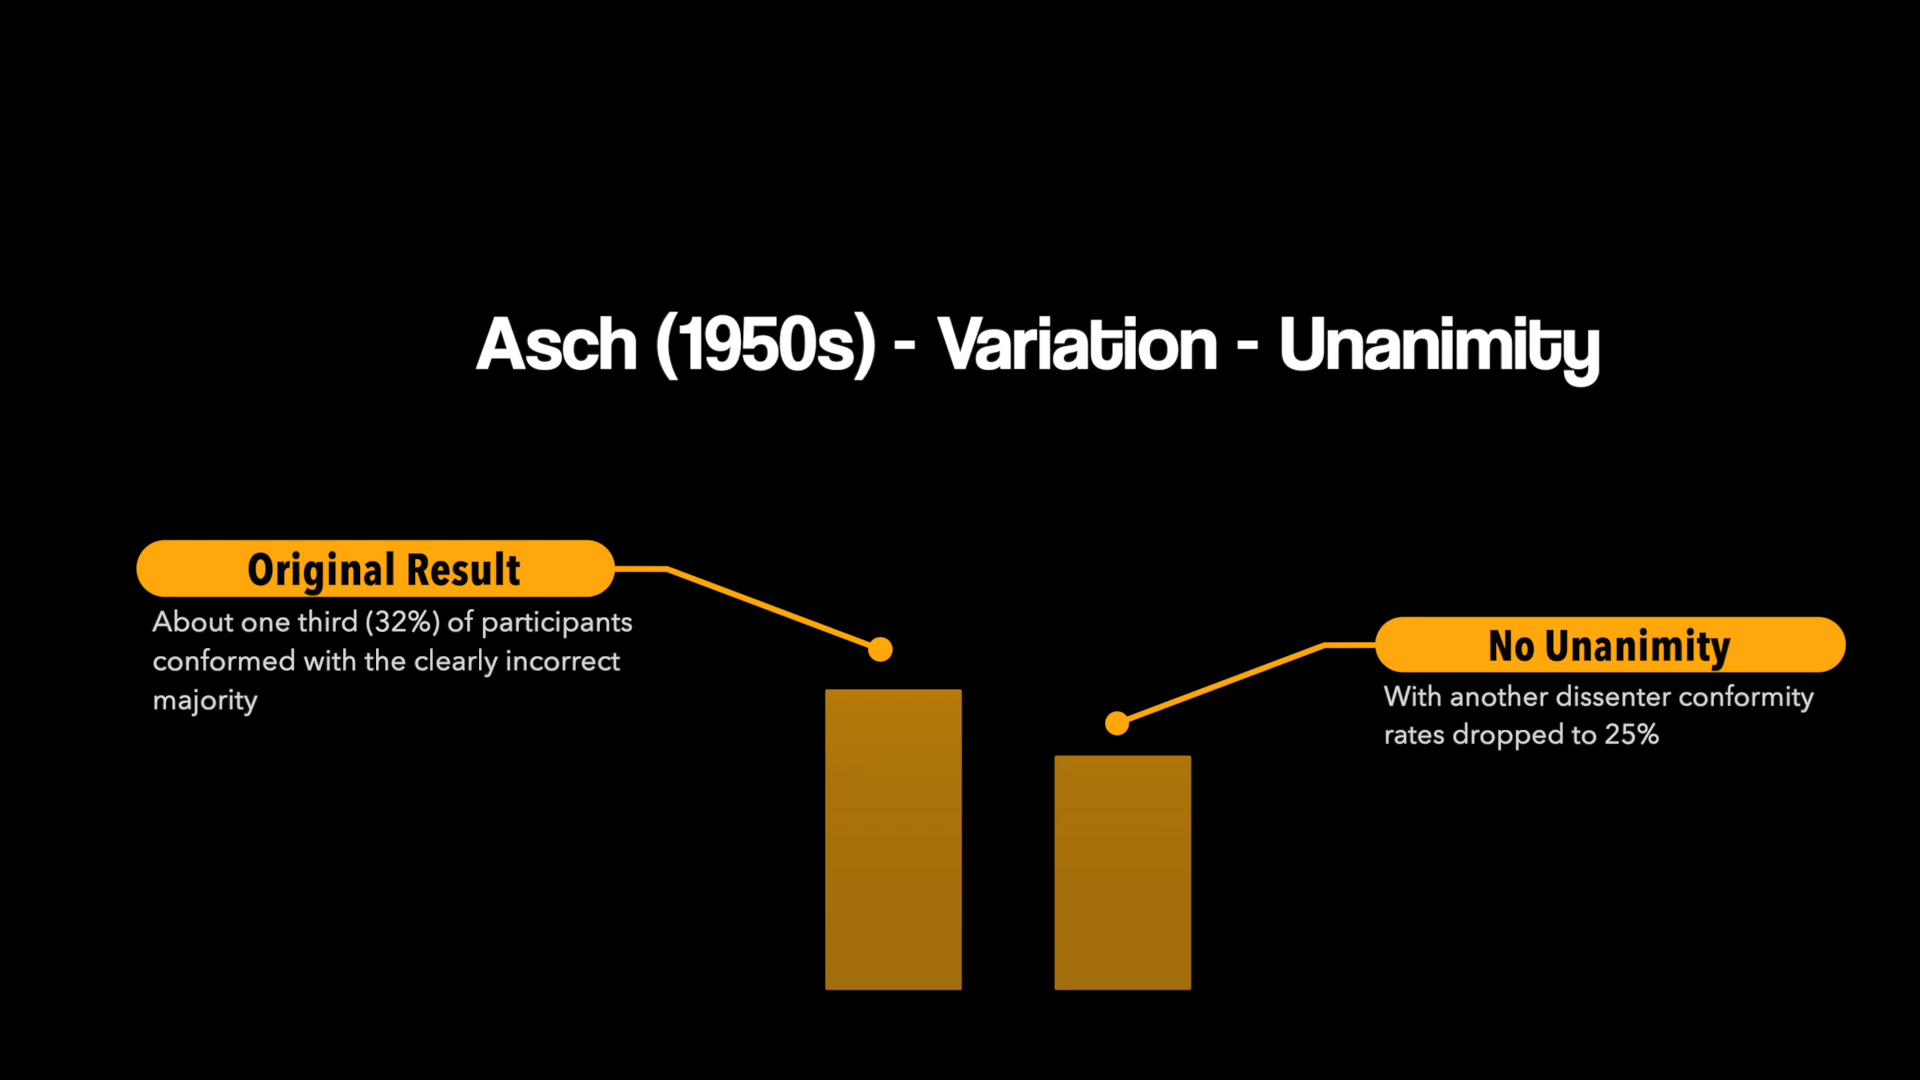 Asch (1950s) - Variation - Unanimity
Original Result
About one third (32%) of participants
conformed with the clearly incorrect
majority
No Unanimity
With another dissenter conformity
rates dropped to 25%